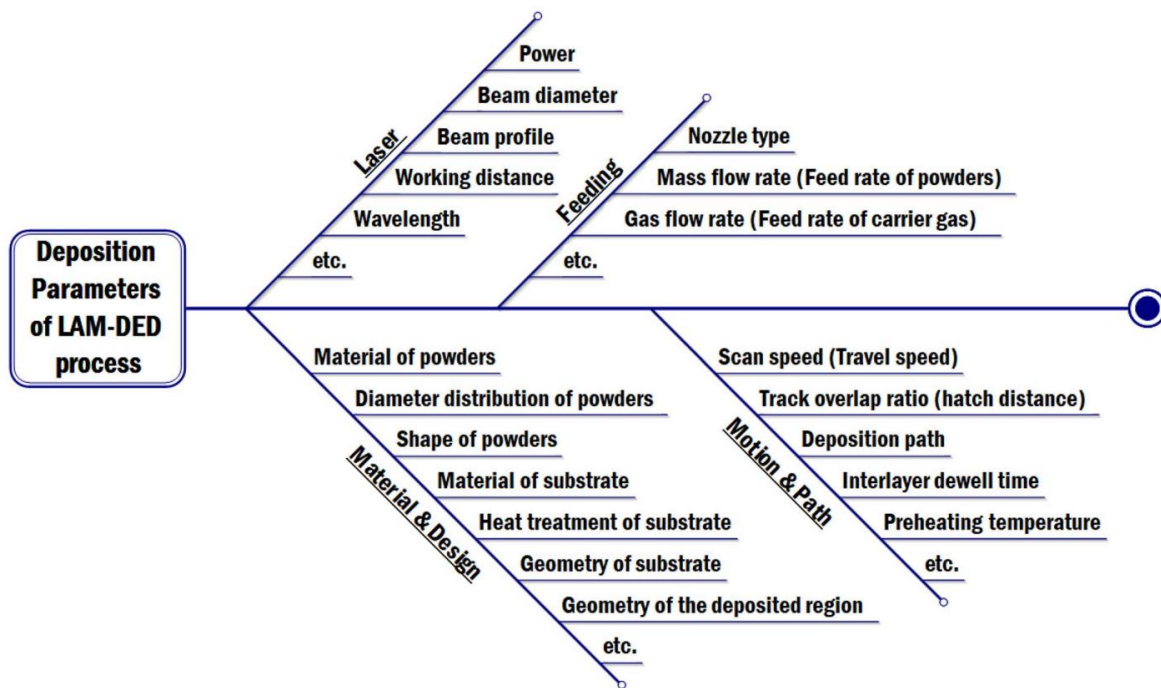 Deposition
Parameters
of LAM-DED
process
Laser
Power
Beam diameter
Beam profile
Working distance
Wavelength
etc.
Feeding
Nozzle type
Mass flow rate (Feed rate of powders)
Gas flow rate (Feed rate of carrier gas)
etc.
Material & Design
Material of powders
Diameter distribution of powders
Shape of powders
Material of substrate
Heat treatment of substrate
Geometry of substrate
Geometry of the deposited region
etc.
Motion & Path
Scan speed (Travel speed)
Track overlap ratio (hatch distance)
Deposition path
Interlayer dewell time
Preheating temperature
etc.